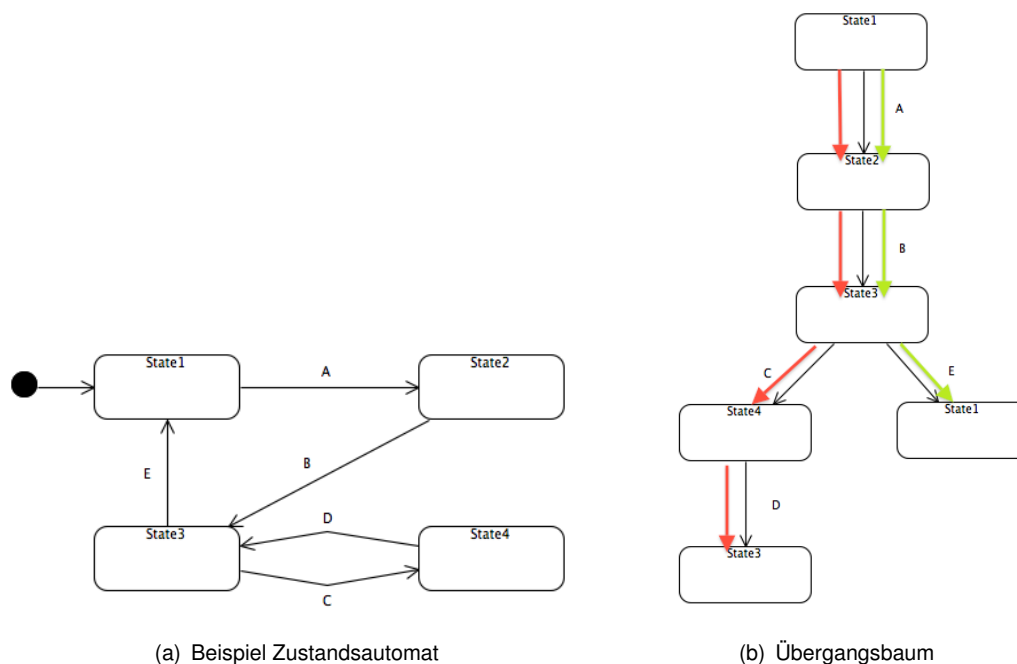 State1
A
State2
B
State3
C
E
State4
State1
D
State3
State1
State2
A
B
E
State3
D
State4
C
(a) Beispiel Zustandsautomat
(b) Übergangsbaum